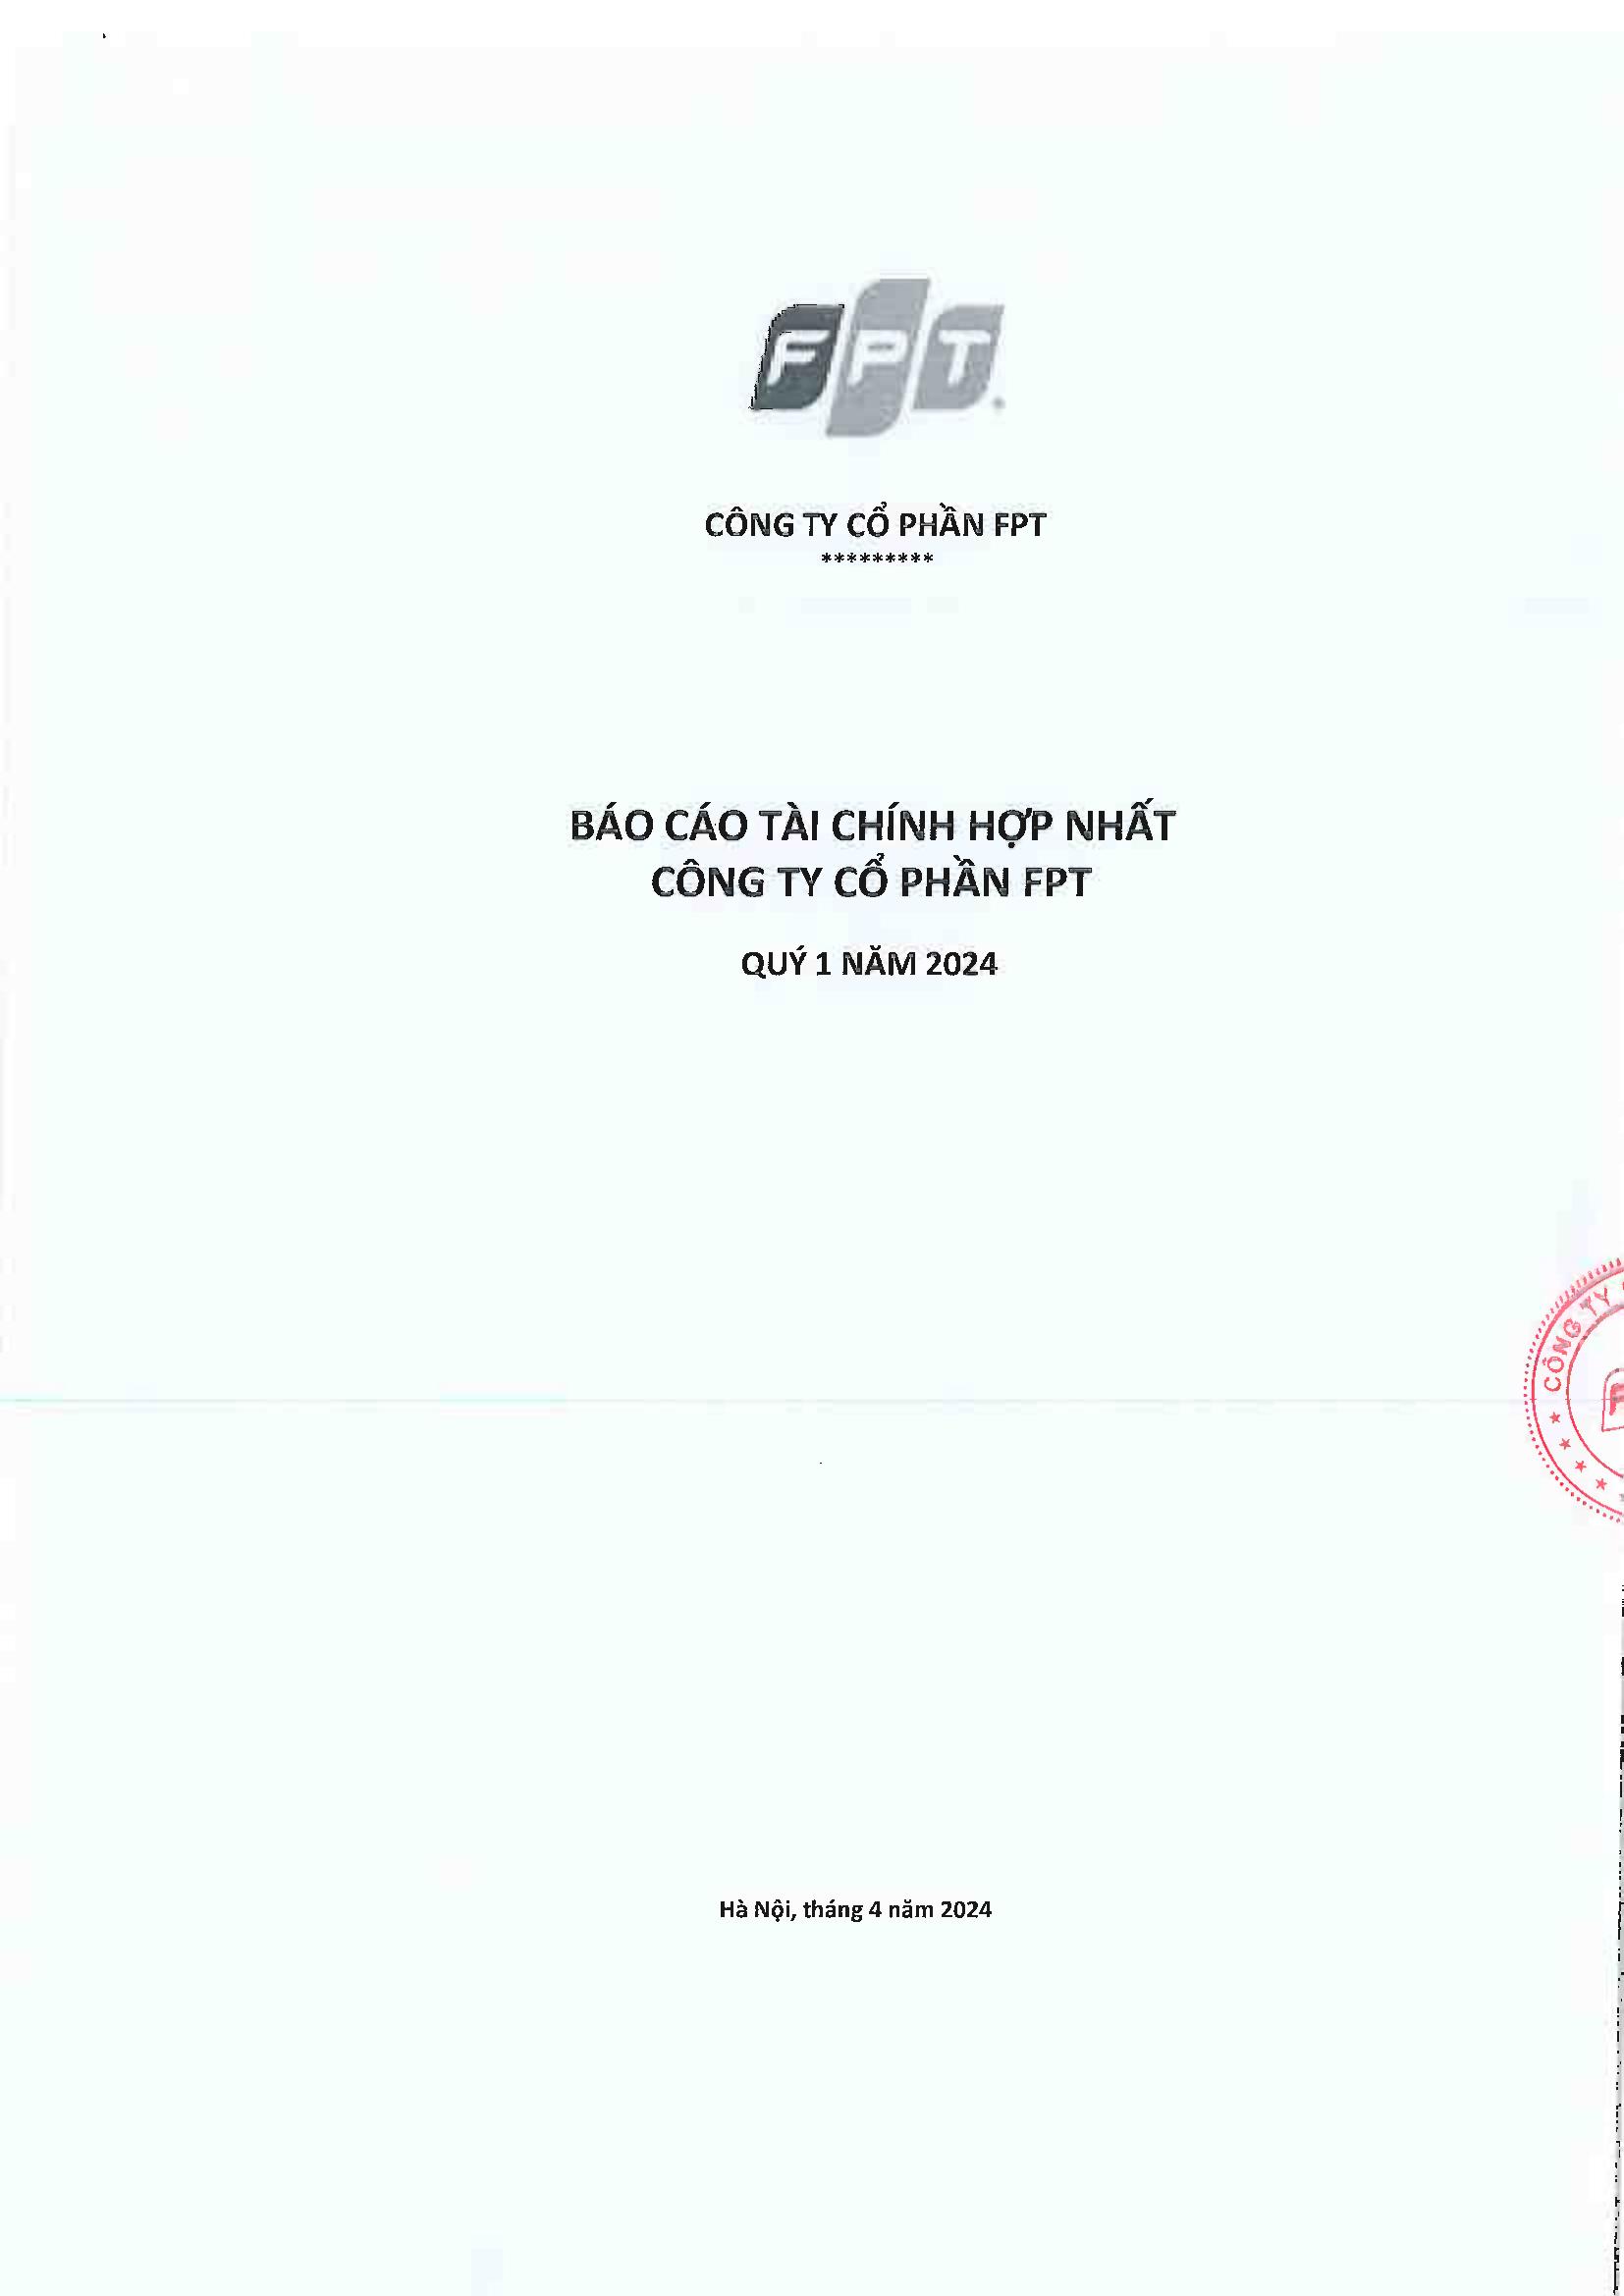 FPT
CÔNG TY CỔ PHẦN FPT
*********
BÁO CÁO TÀI CHÍNH HỢP NHẤT
CÔNG TY CỔ PHẦN FPT
QUÝ 1 NĂM 2024
CÔNG TY
Hà Nội, tháng 4 năm 2024